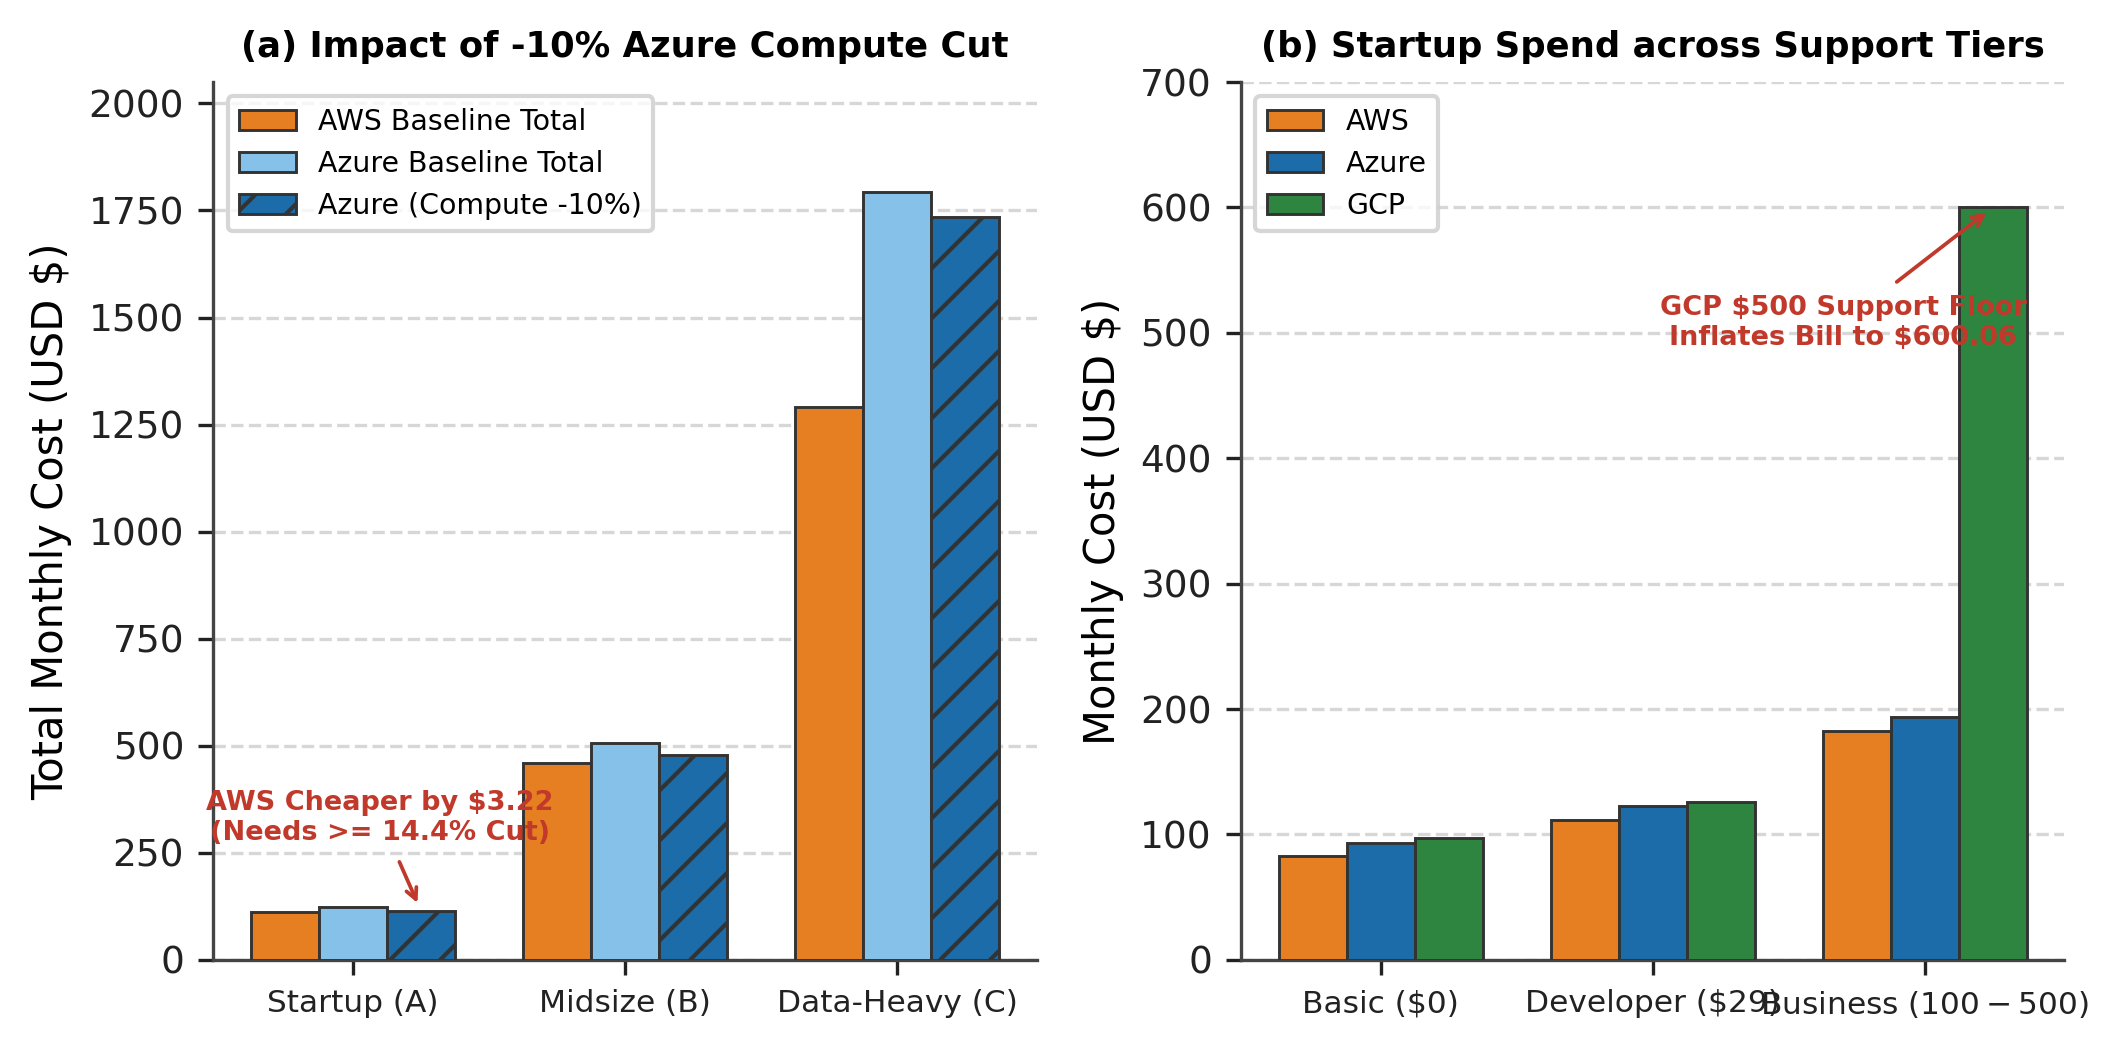 (a) Impact of -10% Azure Compute Cut
Total Monthly Cost (USD $)
2000
1750
1500
1250
1000
750
500
250
0
AWS Baseline Total
Azure Baseline Total
Azure (Compute -10%)
AWS Cheaper by $3.22
(Needs >= 14.4% Cut)
Startup (A)
Midsize (B)
Data-Heavy (C)
(b) Startup Spend across Support Tiers
Monthly Cost (USD $)
700
600
500
400
300
200
100
0
AWS
Azure
GCP
GCP $500 Support Floor
Inflates Bill to $600.06
Basic ($0)
Developer ($29)
Business (100 − 500)